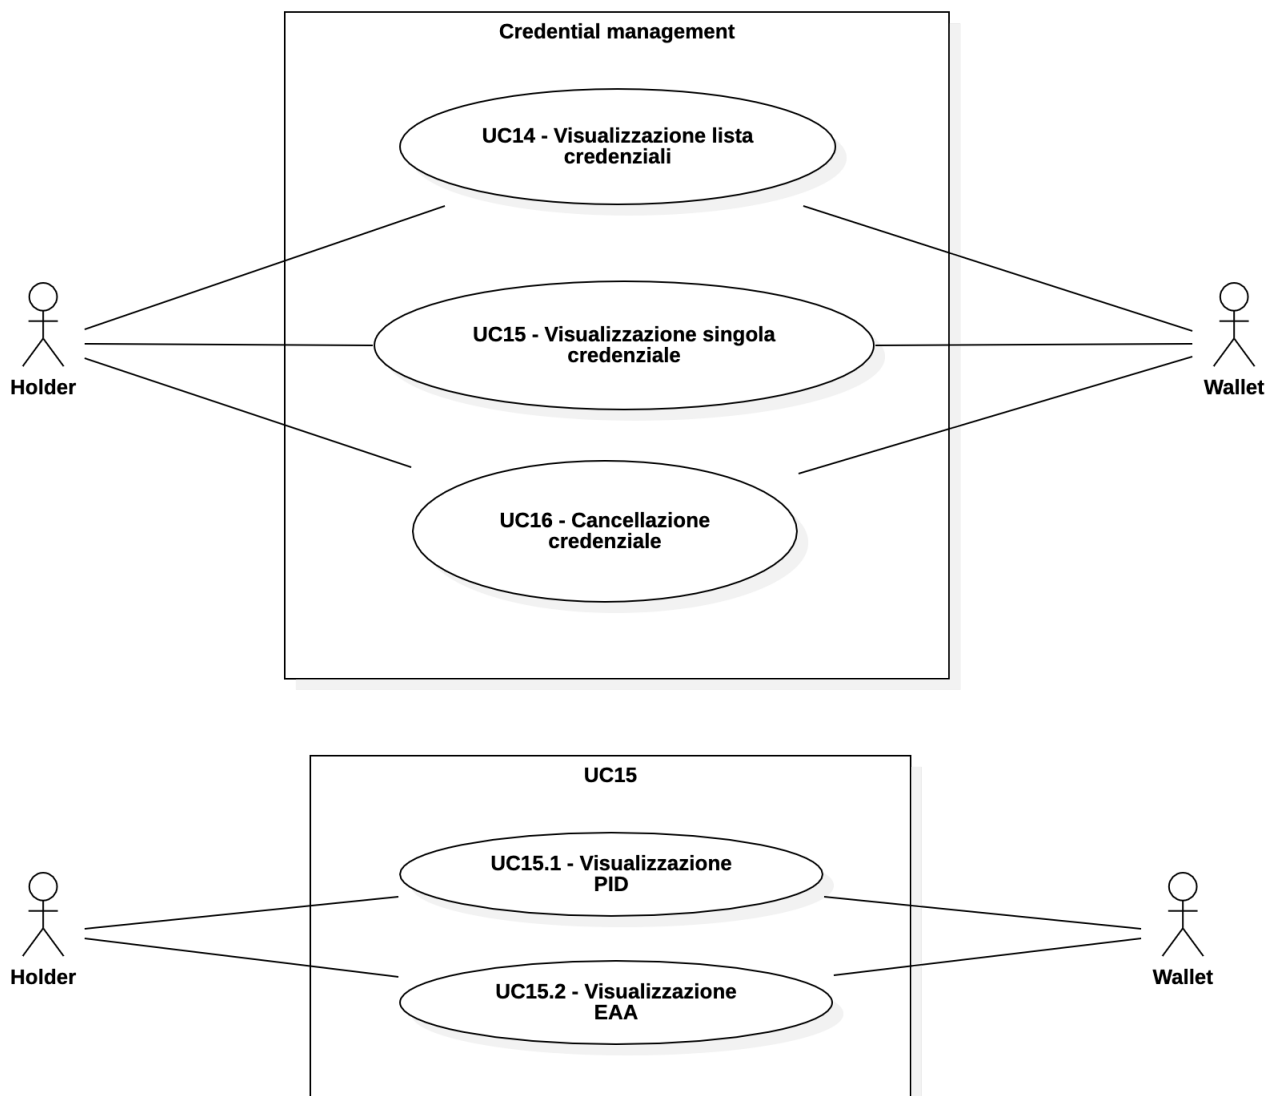 Credential management
UC14 - Visualizzazione lista
credenziali
UC15 - Visualizzazione singola
credenziale
Holder
Wallet
UC16 - Cancellazione
credenziale
UC15
UC15.1 - Visualizzazione
PID
Holder
Wallet
UC15.2 - Visualizzazione
EAA